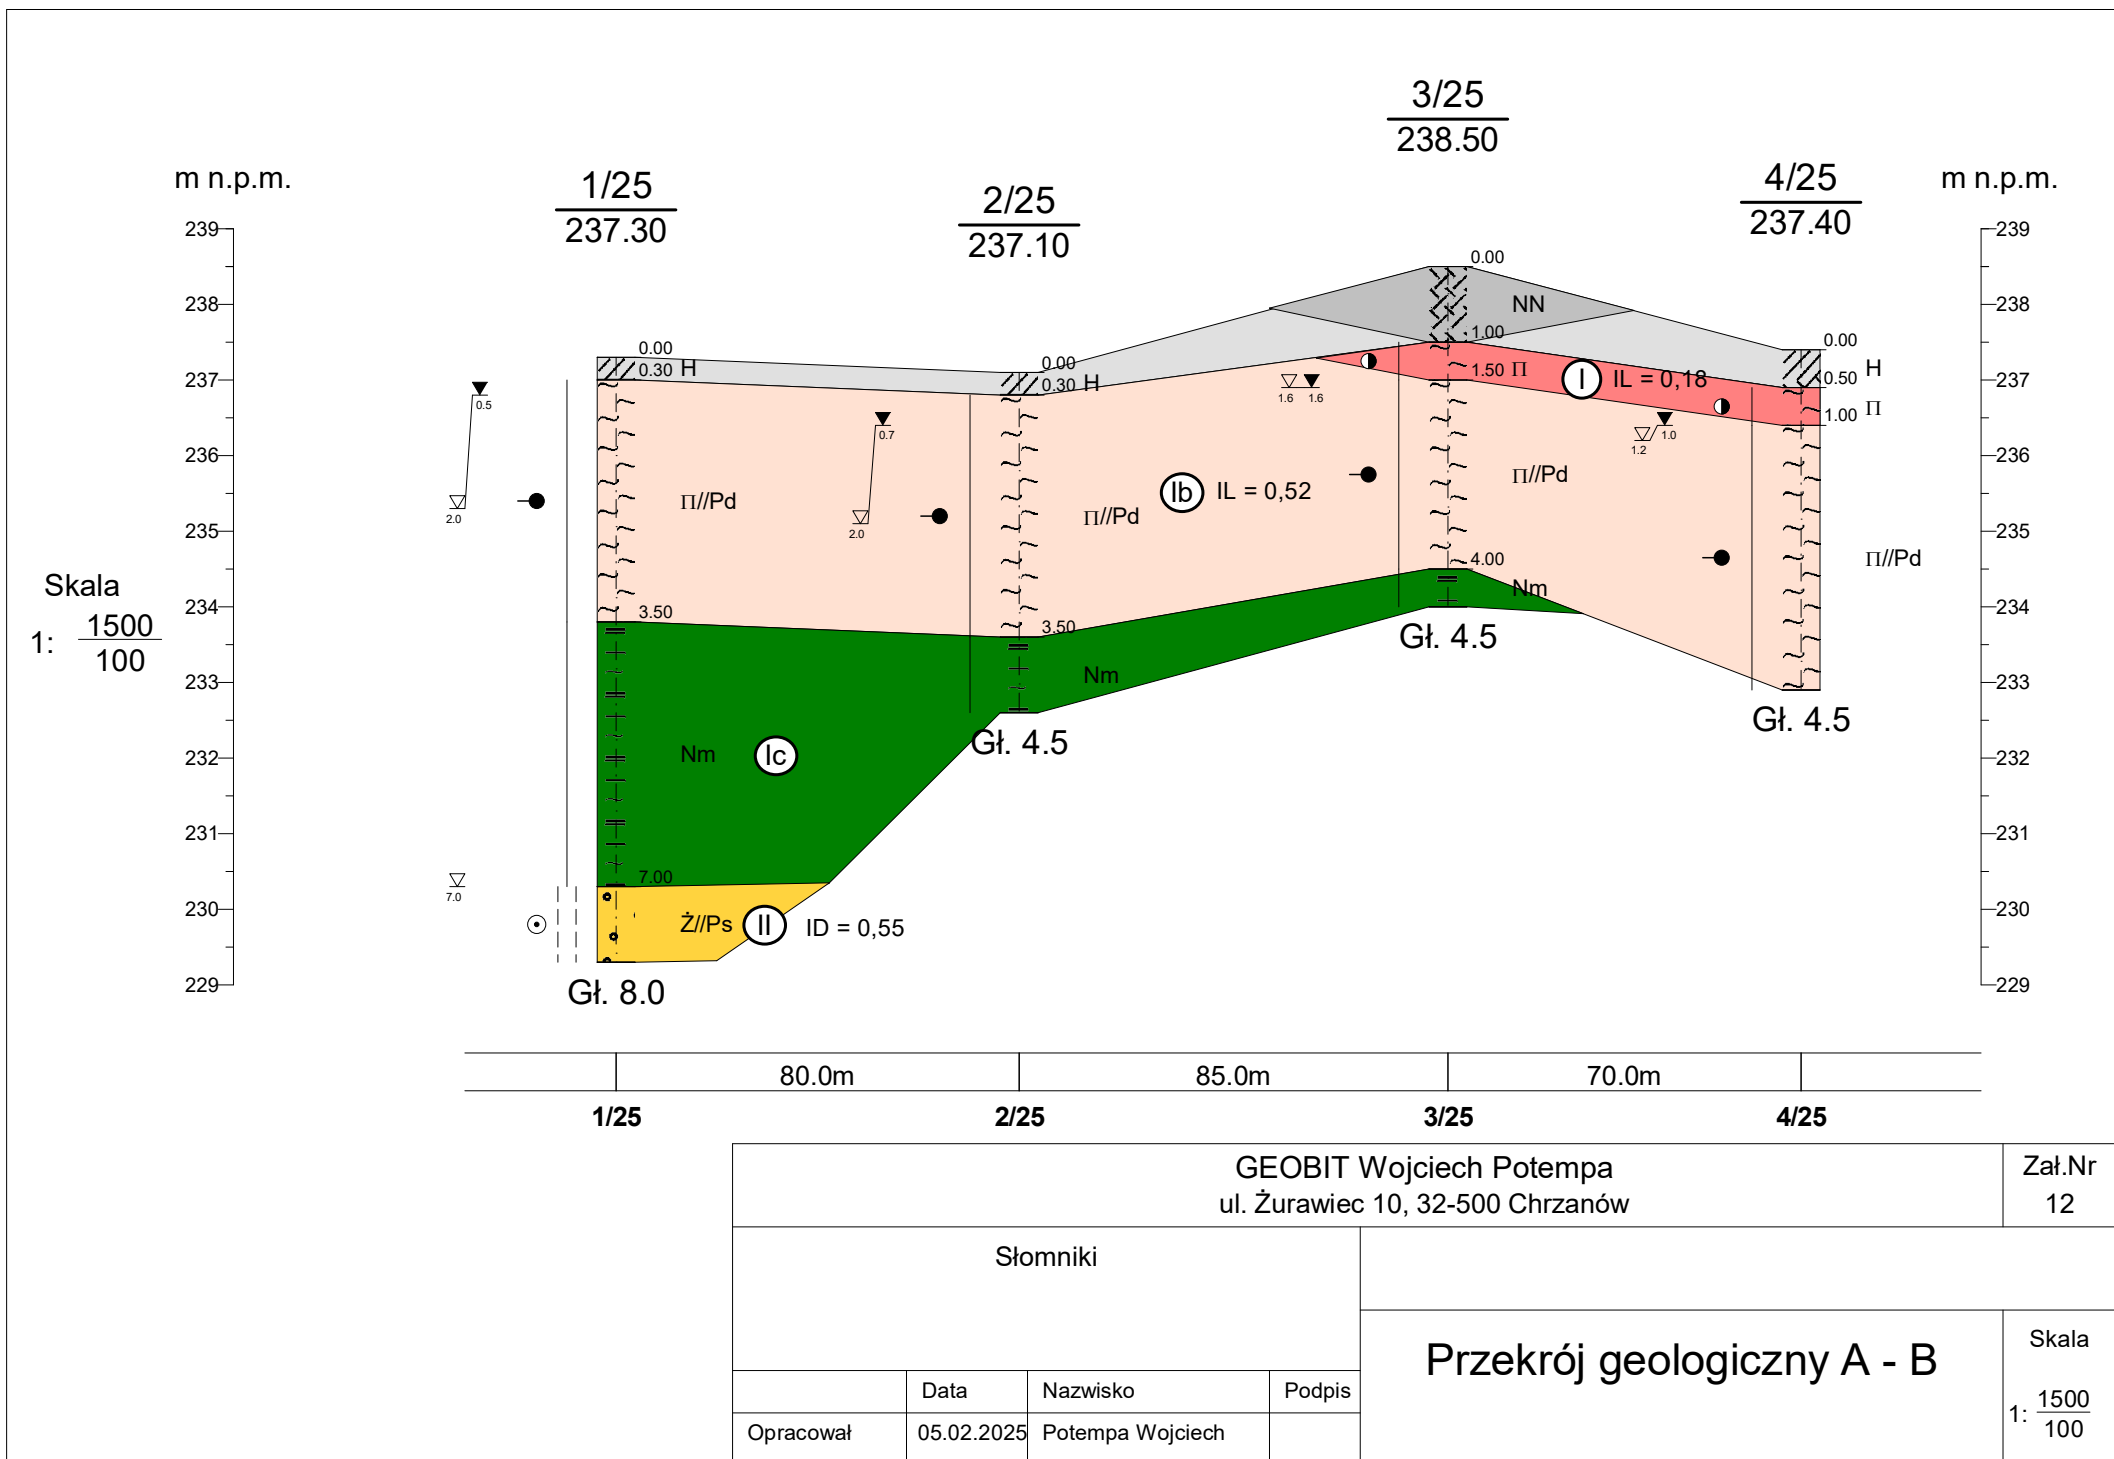 3/25
238.50
m n.p.m.
1/25
237.30
2/25
237.10
4/25
237.40
m n.p.m.
239
238
237
236
235
234
233
232
231
230
229
239
238
237
236
235
234
233
232
231
230
229
Skala
1: 1500
100
0.5
2.0
7.0
0.00
0.30 H
Π//Pd
3.50
Nm
Ic
7.00
Ż//Ps
II
ID = 0,55
Gł. 8.0
0.7
2.0
0.00
0.30 H
Π//Pd
3.50
Nm
Gł. 4.5
Ib
IL = 0,52
1.6
1.6
0.00
NN
1.00
1.50 Π
I
IL = 0,18
Π//Pd
4.00
Nm
Gł. 4.5
1.2
1.0
0.00
H
0.50
1.00 Π
Π//Pd
Gł. 4.5
80.0m
85.0m
70.0m
1/25
2/25
3/25
4/25
GEOBIT Wojciech Potempa
ul. Żurawiec 10, 32-500 Chrzanów
Zał.Nr
12
Słomniki
Przekrój geologiczny A - B
Skala
1: 1500
100
Data
Nazwisko
Podpis
Opracował
05.02.2025
Potempa Wojciech